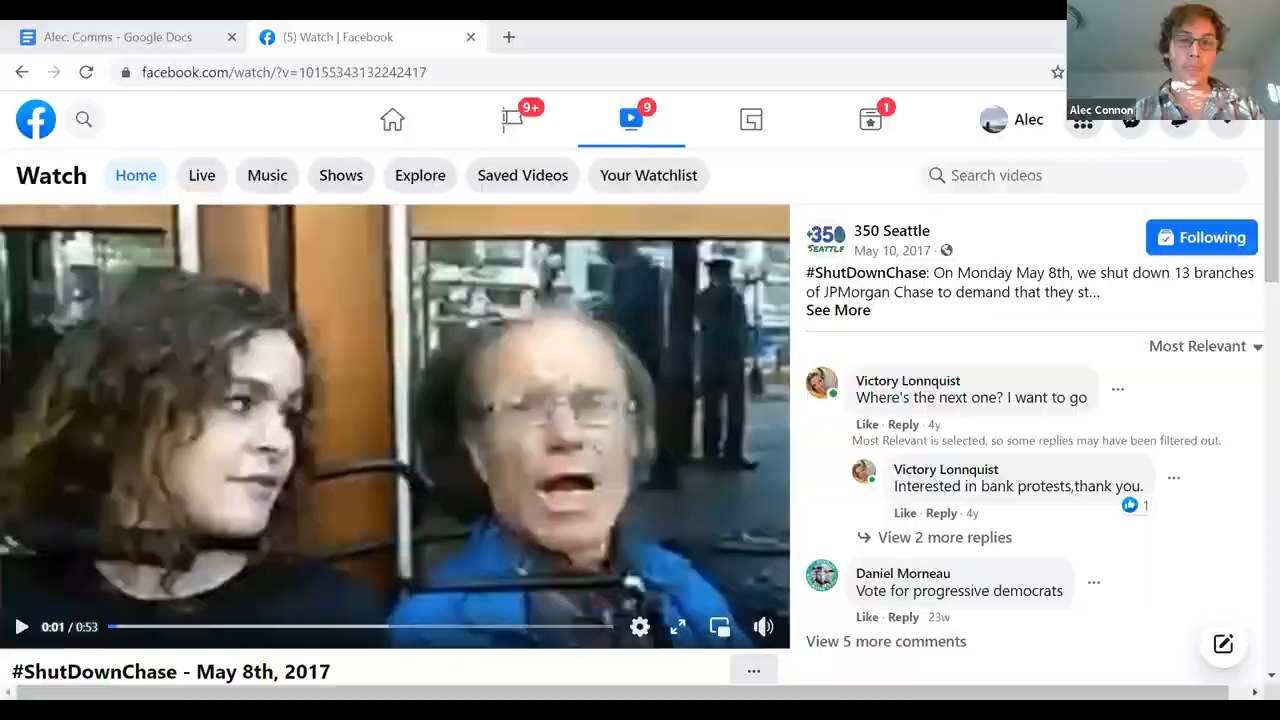 Alec: Comms - Google Docs
(5) Watch | Facebook
facebook.com/watch/?v=10155343132242417
Alec Connon
9+
9
1
Alec
Watch
Home
Live
Music
Shows
Explore
Saved Videos
Your Watchlist
Search videos
350
SEATTLE
350 Seattle
May 10, 2017 ·
Following
#ShutDownChase: On Monday May 8th, we shut down 13 branches
of JPMorgan Chase to demand that they st...
See More
Most Relevant
Victory Lonnquist
Where's the next one? I want to go
Like · Reply · 4y
Most Relevant is selected, so some replies may have been filtered out.
Victory Lonnquist
Interested in bank protests,thank you.
1
Like · Reply · 4y
View 2 more replies
Daniel Morneau
Vote for progressive democrats
Like · Reply · 23w
View 5 more comments
0:01 / 0:53
#ShutDownChase - May 8th, 2017